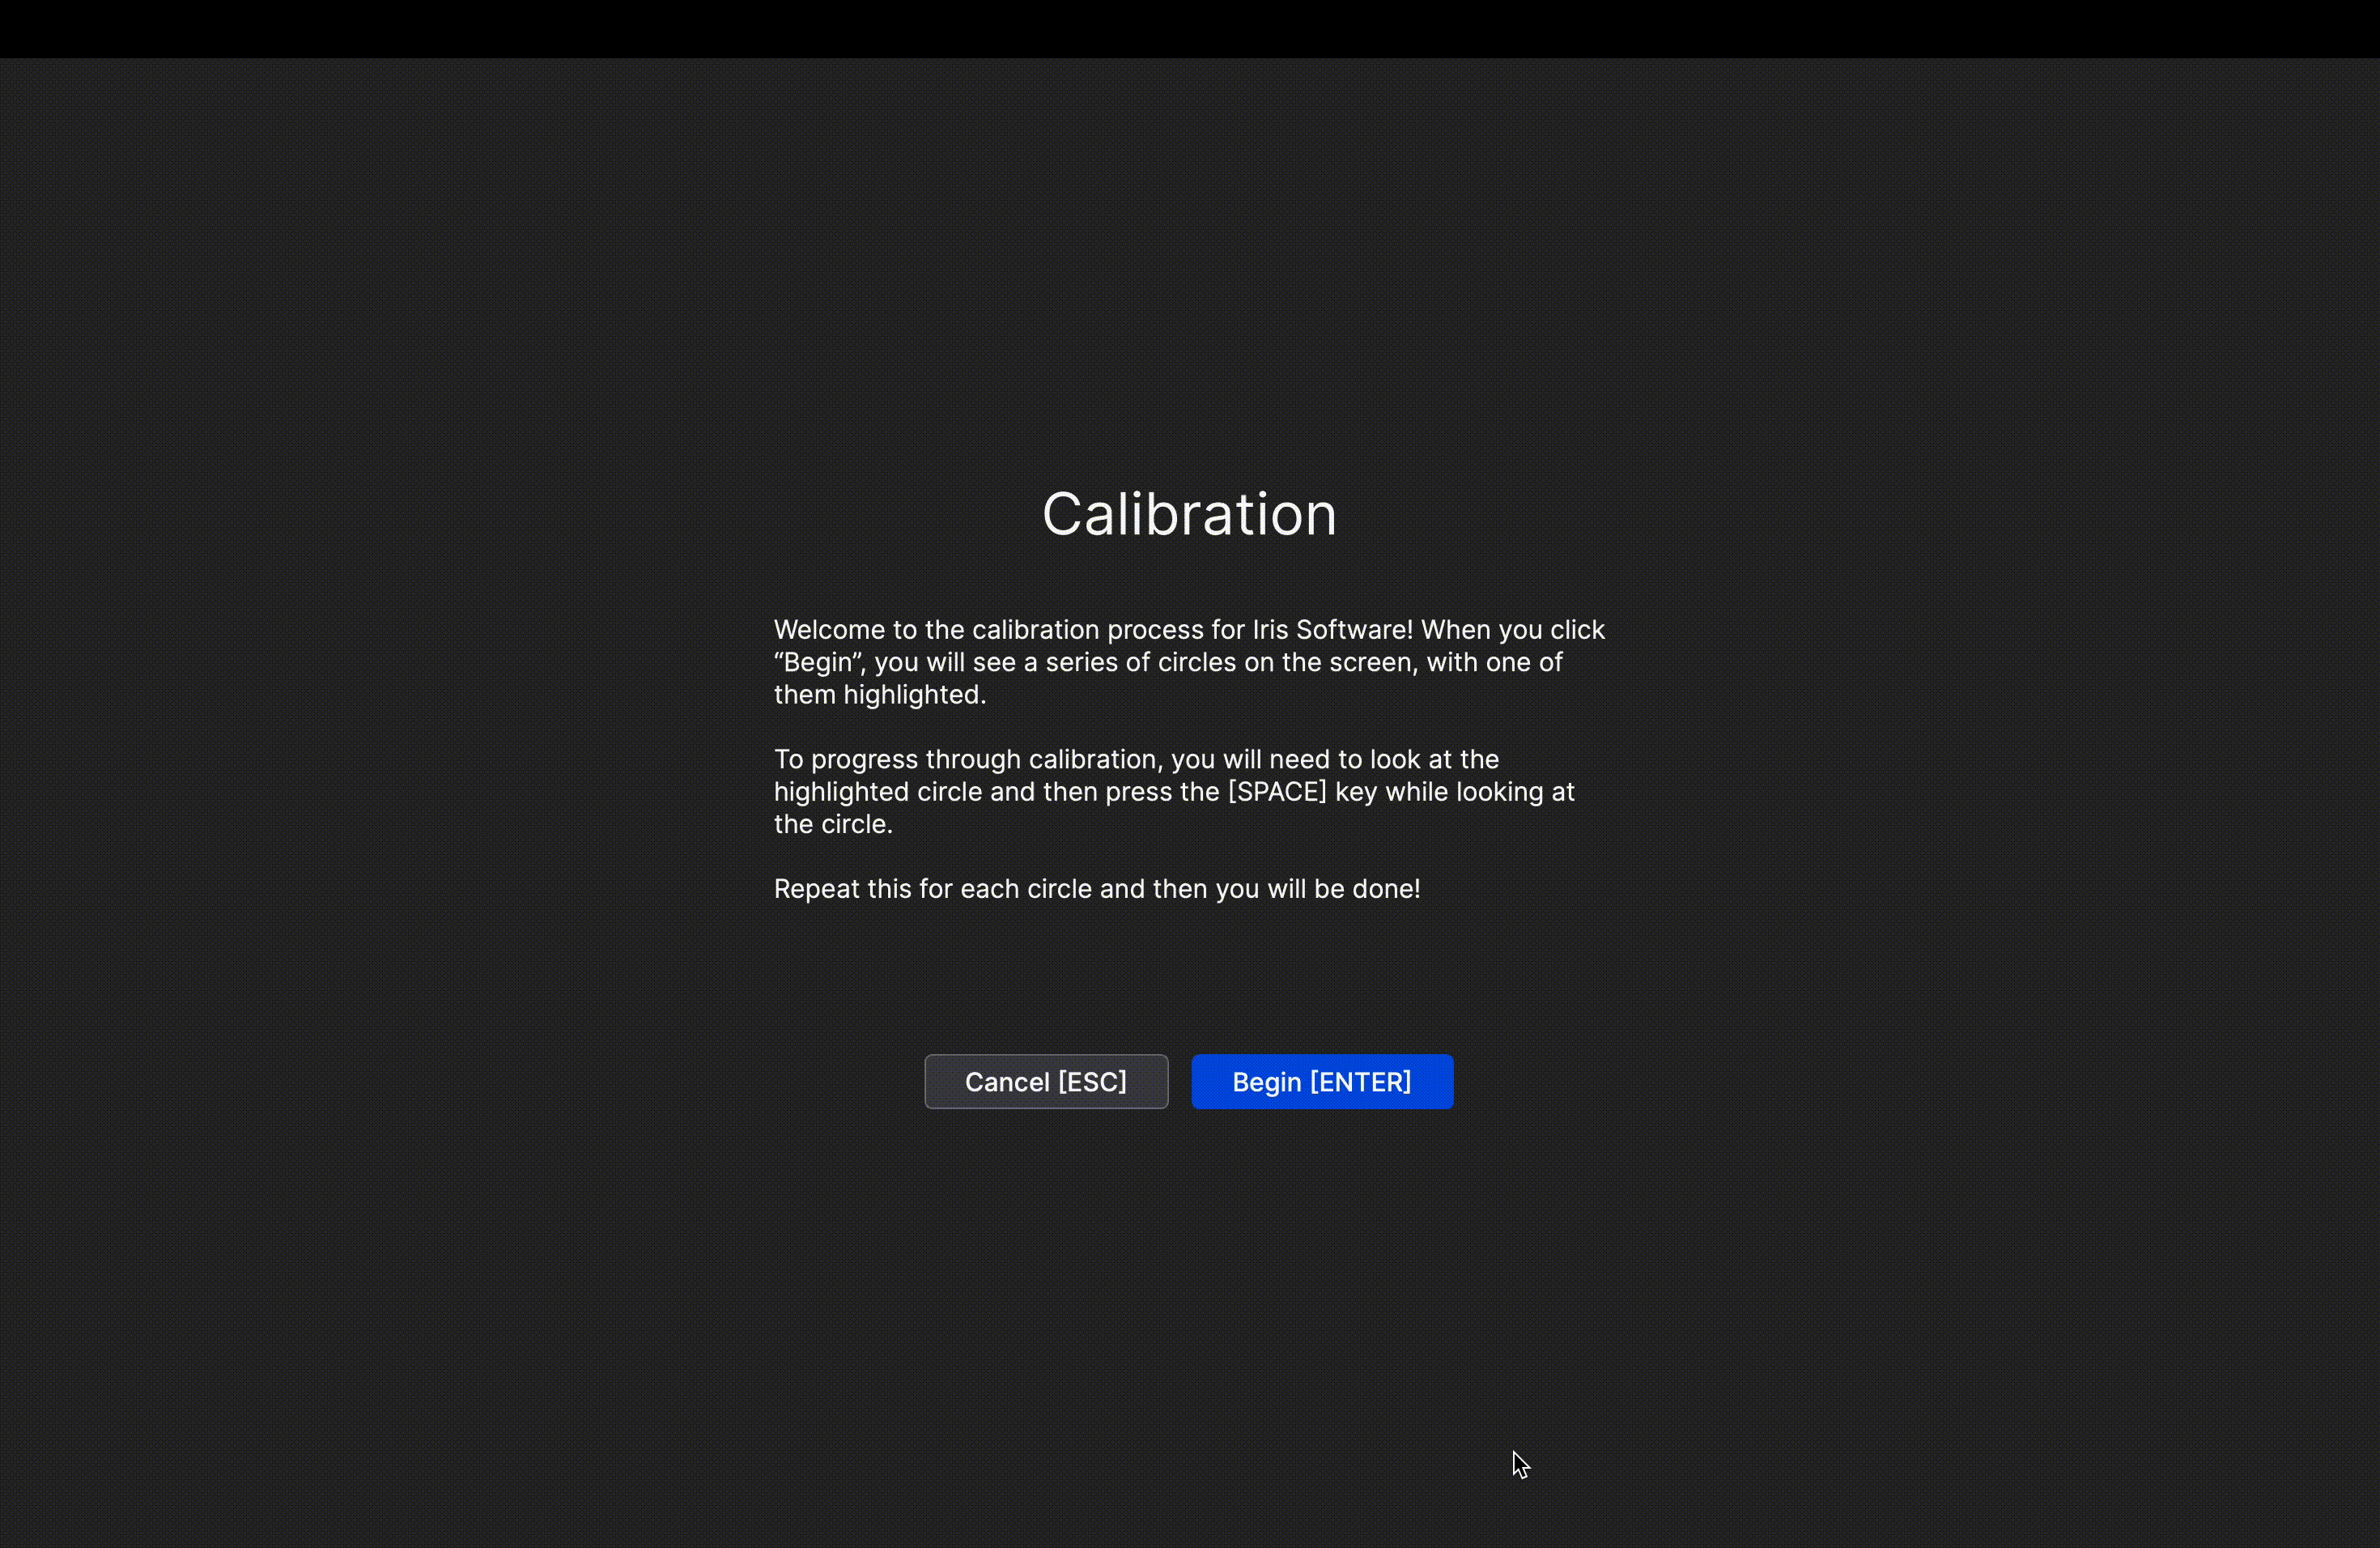 Calibration
Welcome to the calibration process for Iris Software! When you click
“Begin”, you will see a series of circles on the screen, with one of
them highlighted.
To progress through calibration, you will need to look at the
highlighted circle and then press the [SPACE] key while looking at
the circle.
Repeat this for each circle and then you will be done!
Cancel [ESC]
Begin [ENTER]